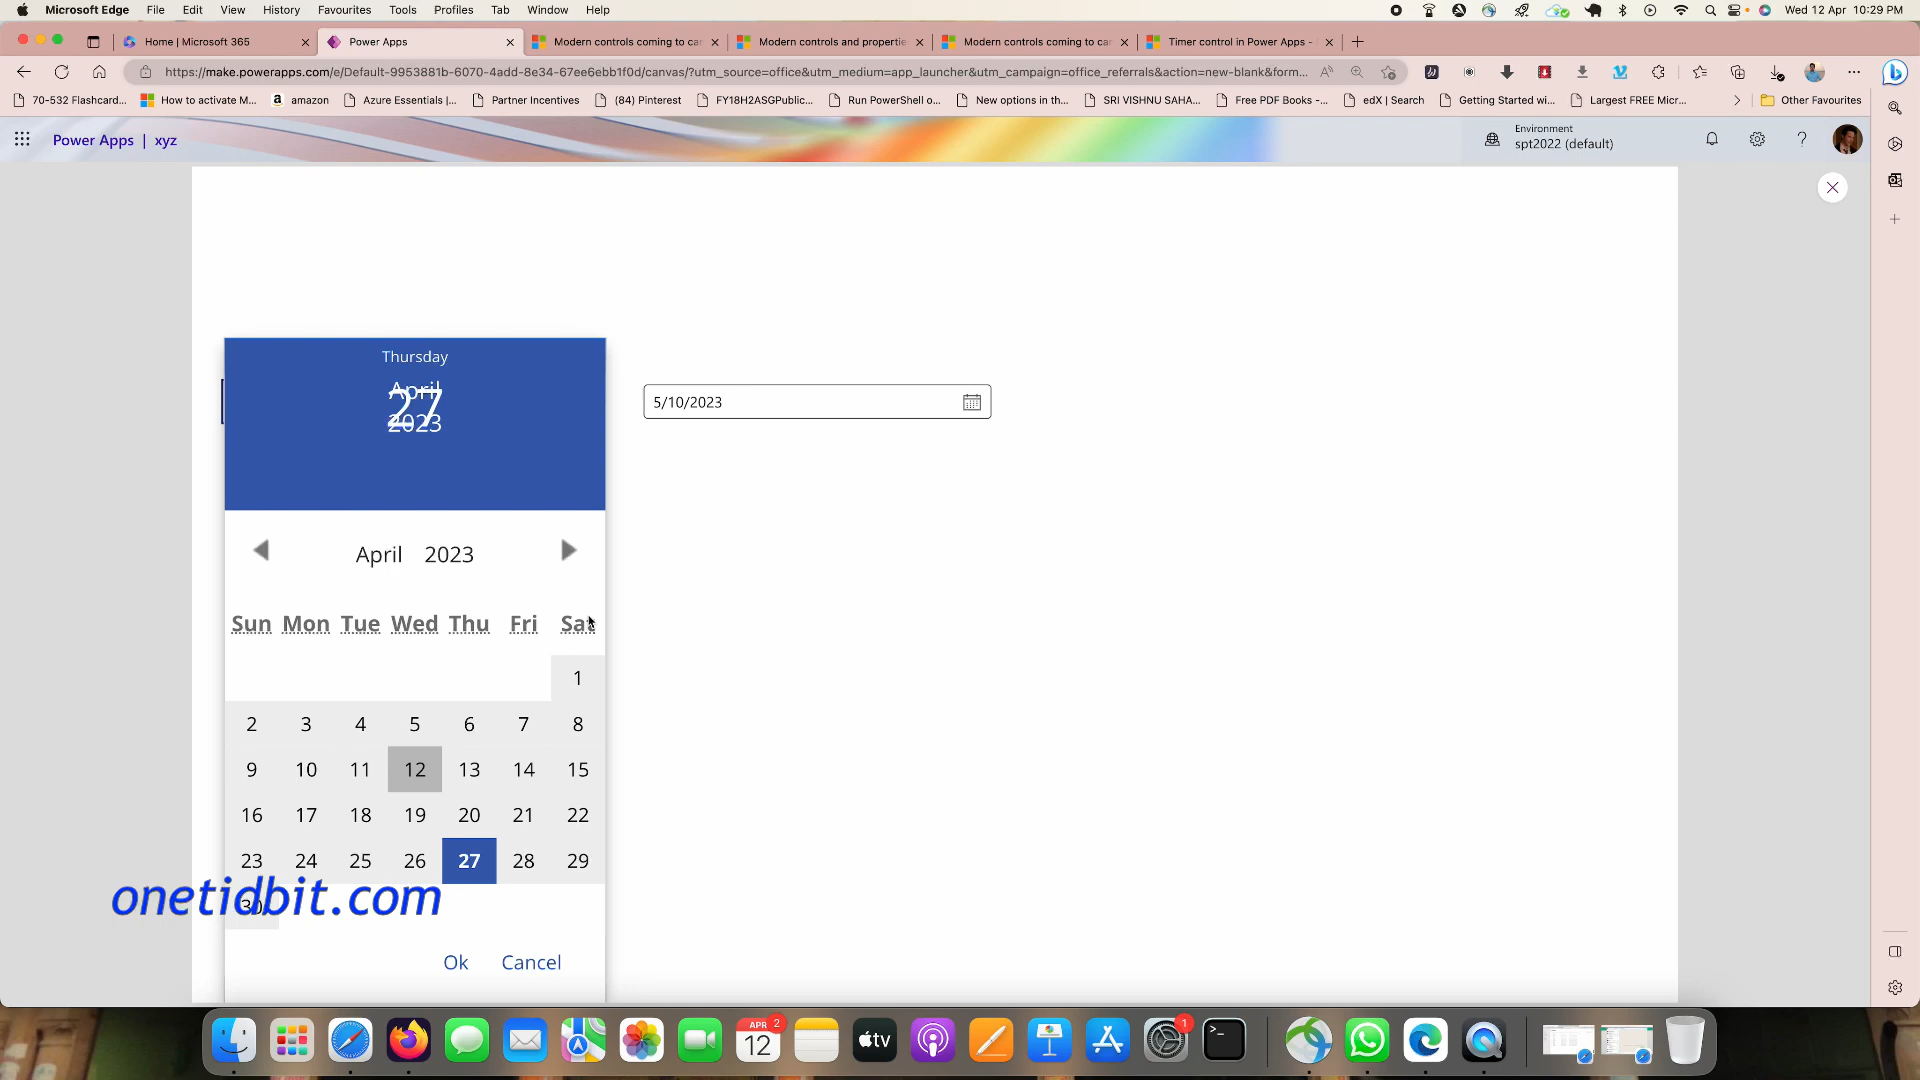 Microsoft Edge File Edit View History Favourites Tools Profiles Tab Window Help Wed 12 Apr 10:29 PM
Home | Microsoft 365 Power Apps Modern controls coming to ca Modern controls and propertie Modern controls coming to ca Timer control in Power Apps -
https://make.powerapps.com/e/Default-9953881b-6070-4add-8e34-67ee6ebb1f0d/canvas/?utm_source=office&utm_medium=app_launcher&utm_campaign=office_referrals&action=new-blank&form...
70-532 Flashcard... How to activate M... amazon Azure Essentials |... Partner Incentives (84) Pinterest FY18H2ASGPublic... Run PowerShell o... New options in th... SRI VISHNU SAHA... Free PDF Books -... edX | Search Getting Started wi... Largest FREE Micr... Other Favourites
Power Apps | xyz
Environment
spt2022 (default)
Thursday
April
27
2023
5/10/2023
April 2023
Sun Mon Tue Wed Thu Fri Sat
1
2 3 4 5 6 7 8
9 10 11 12 13 14 15
16 17 18 19 20 21 22
23 24 25 26 27 28 29
30
onetidbit.com
Ok Cancel
APR 2
12
tv
1